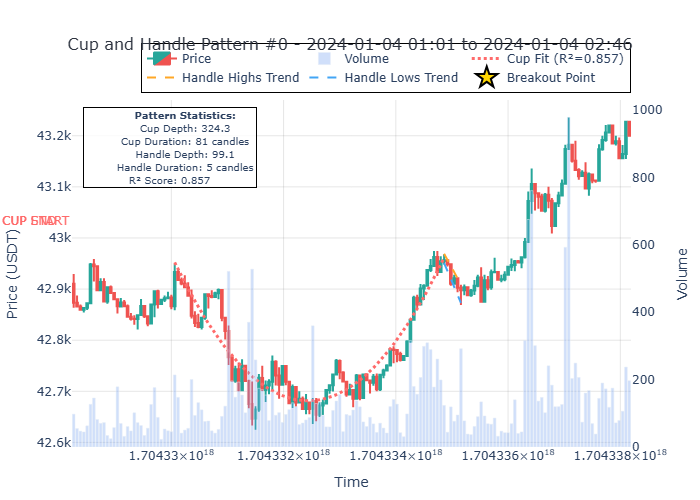 Cup and Handle Pattern #0 - 2024-01-04 01:01 to 2024-01-04 02:46
Price
Volume
Cup Fit (R²=0.857)
Handle Highs Trend
Handle Lows Trend
Breakout Point
Pattern Statistics:
Cup Depth: 324.3
Cup Duration: 81 candles
Handle Depth: 99.1
Handle Duration: 5 candles
R² Score: 0.857
43.2k
43.1k
43k
42.9k
42.8k
42.7k
42.6k
Price (USDT)
CUP START
1000
800
600
400
200
0
Volume
1.70433×10¹⁸
1.704332×10¹⁸
1.704334×10¹⁸
1.704336×10¹⁸
1.704338×10¹⁸
Time